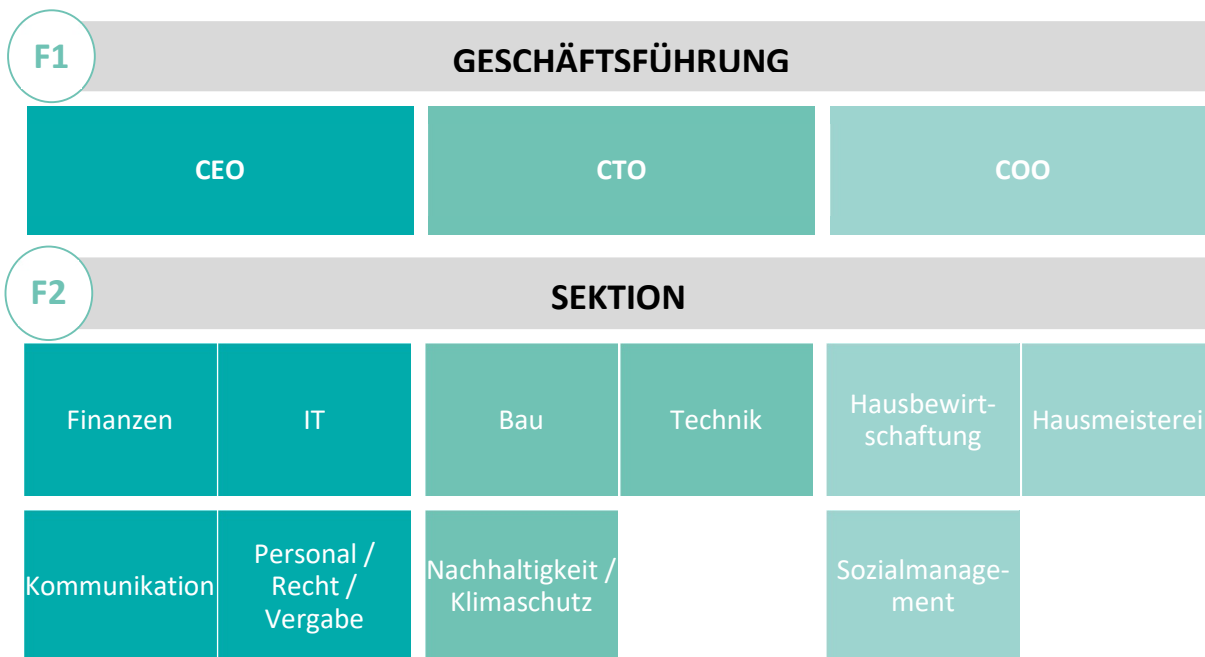 F1
GESCHÄFTSFÜHRUNG
CEO
CTO
COO
F2
SEKTION
Finanzen
IT
Bau
Technik
Hausbewirt-
schaftung
Hausmeisterei
Kommunikation
Personal /
Recht /
Vergabe
Nachhaltigkeit /
Klimaschutz
Sozialmanage-
ment